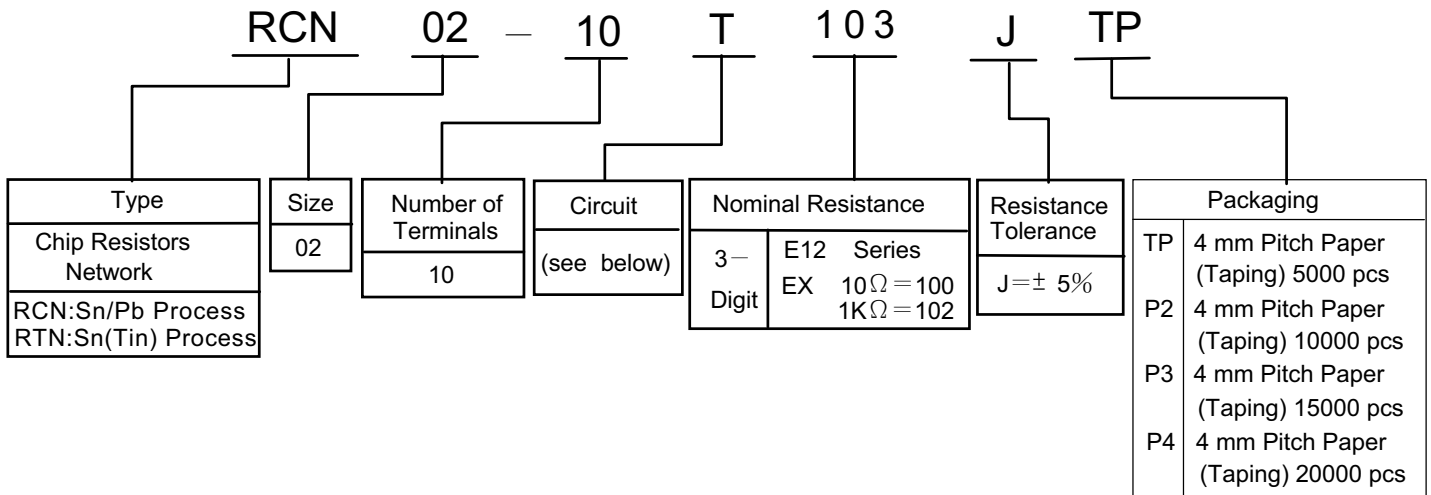 RCN 02 － 10 T 103 J TP
Type
Chip Resistors
Network
RCN:Sn/Pb Process
RTN:Sn(Tin) Process
Size
02
Number of
Terminals
10
Circuit
(see below)
Nominal Resistance
3－
Digit
E12 Series
EX 10Ω＝100
1KΩ＝102
Resistance
Tolerance
J＝± 5%
Packaging
TP 4 mm Pitch Paper
(Taping) 5000 pcs
P2 4 mm Pitch Paper
(Taping) 10000 pcs
P3 4 mm Pitch Paper
(Taping) 15000 pcs
P4 4 mm Pitch Paper
(Taping) 20000 pcs